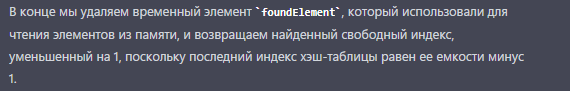 В конце мы удаляем временный элемент `foundElement`, который использовали для
чтения элементов из памяти, и возвращаем найденный свободный индекс,
уменьшенный на 1, поскольку последний индекс хэш-таблицы равен ее емкости минус
1.